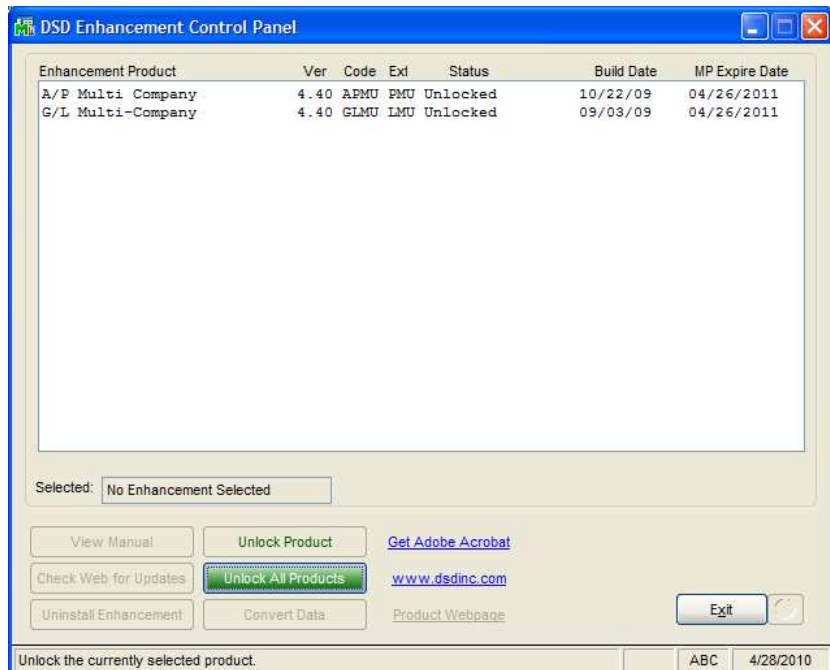 DSD Enhancement Control Panel
Enhancement Product Ver Code Ext Status Build Date MP Expire Date
A/P Multi Company 4.40 APMU PMU Unlocked 10/22/09 04/26/2011
G/L Multi-Company 4.40 GLMU LMU Unlocked 09/03/09 04/26/2011
Selected: No Enhancement Selected
View Manual Unlock Product Get Adobe Acrobat
Check Web for Updates Unlock All Products www.dsdinc.com
Uninstall Enhancement Convert Data Product Webpage Exit
Unlock the currently selected product. ABC 4/28/2010